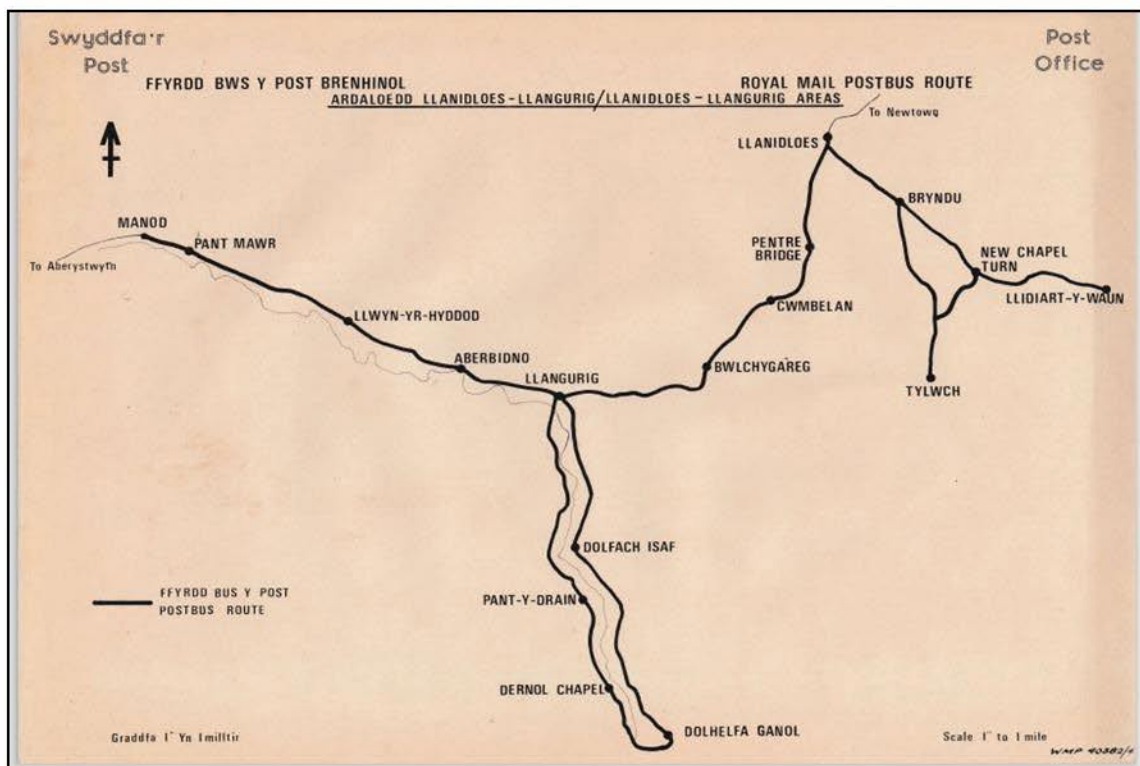 Swyddfa'r
Post
Post
Office
FFYRDD BWS Y POST BRENHINOL
ROYAL MAIL POSTBUS ROUTE
ARDALOEDD LLANIDLOES-LLANGURIG/LLANIDLOES-LLANGURIG AREAS
To Newtown
LLANIDLOES
BRYNDU
MANOD
PANT MAWR
PENTRE
BRIDGE
NEW CHAPEL
TURN
To Aberystwyth
LLIDIART-Y-WAUN
CWMBELAN
LLWYN-YR-HYDDOD
ABERBIDNO
BWLCHYGAREG
LLANGURIG
TYLWCH
DOLFACH ISAF
FFYRDD BUS Y POST
POSTBUS ROUTE
PANT-Y-DRAIN
DERNOL CHAPEL
DOLHELFA GANOL
Graddfa 1" Yn 1 milltir
Scale 1" to 1 mile